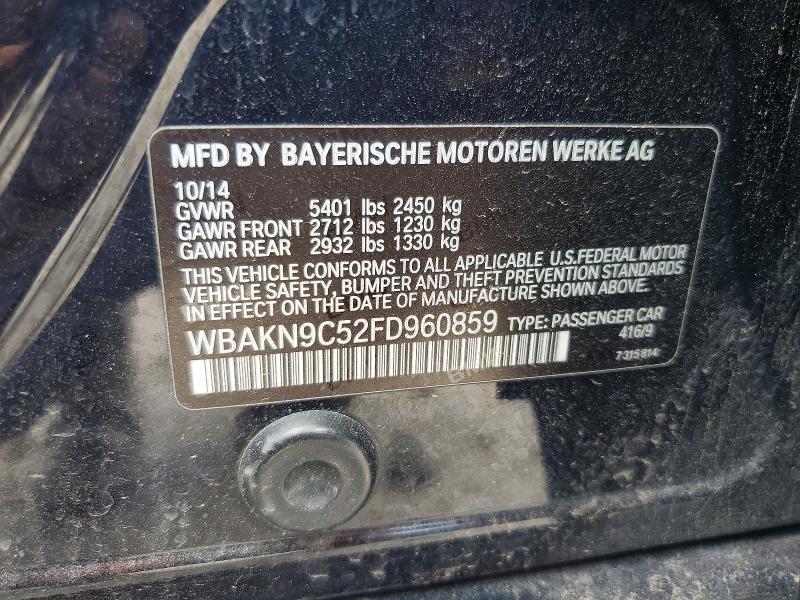 MFD BY BAYERISCHE MOTOREN WERKE AG
10/14
GVWR 5401 lbs 2450 kg
GAWR FRONT 2712 lbs 1230 kg
GAWR REAR 2932 lbs 1330 kg
THIS VEHICLE CONFORMS TO ALL APPLICABLE U.S.FEDERAL MOTOR
VEHICLE SAFETY, BUMPER AND THEFT PREVENTION STANDARDS
IN EFFECT ON THE DATE OF MANUFACTURE SHOWN ABOVE.
WBAKN9C52FD960859 TYPE: PASSENGER CAR
416/9
7315814